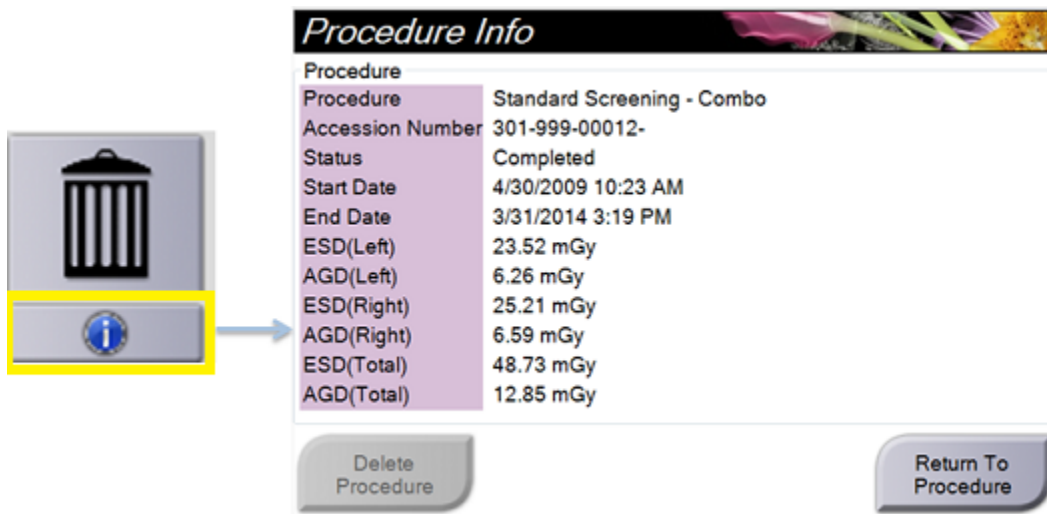 Procedure Info
Procedure
Procedure Standard Screening - Combo
Accession Number 301-999-00012-
Status Completed
Start Date 4/30/2009 10:23 AM
End Date 3/31/2014 3:19 PM
ESD(Left) 23.52 mGy
AGD(Left) 6.26 mGy
ESD(Right) 25.21 mGy
AGD(Right) 6.59 mGy
ESD(Total) 48.73 mGy
AGD(Total) 12.85 mGy
Delete
Procedure
Return To
Procedure